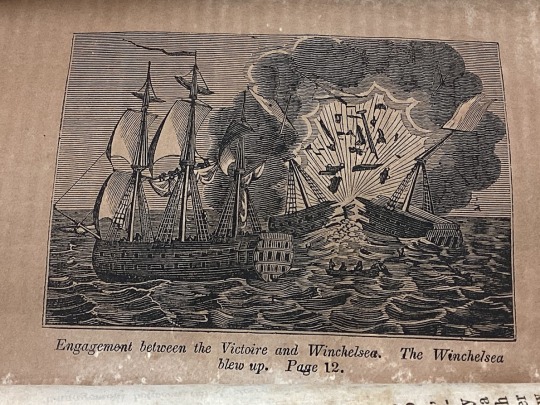 Engagement between the Victoire and Winchelsea. The Winchelsea
blew up. Page 12.